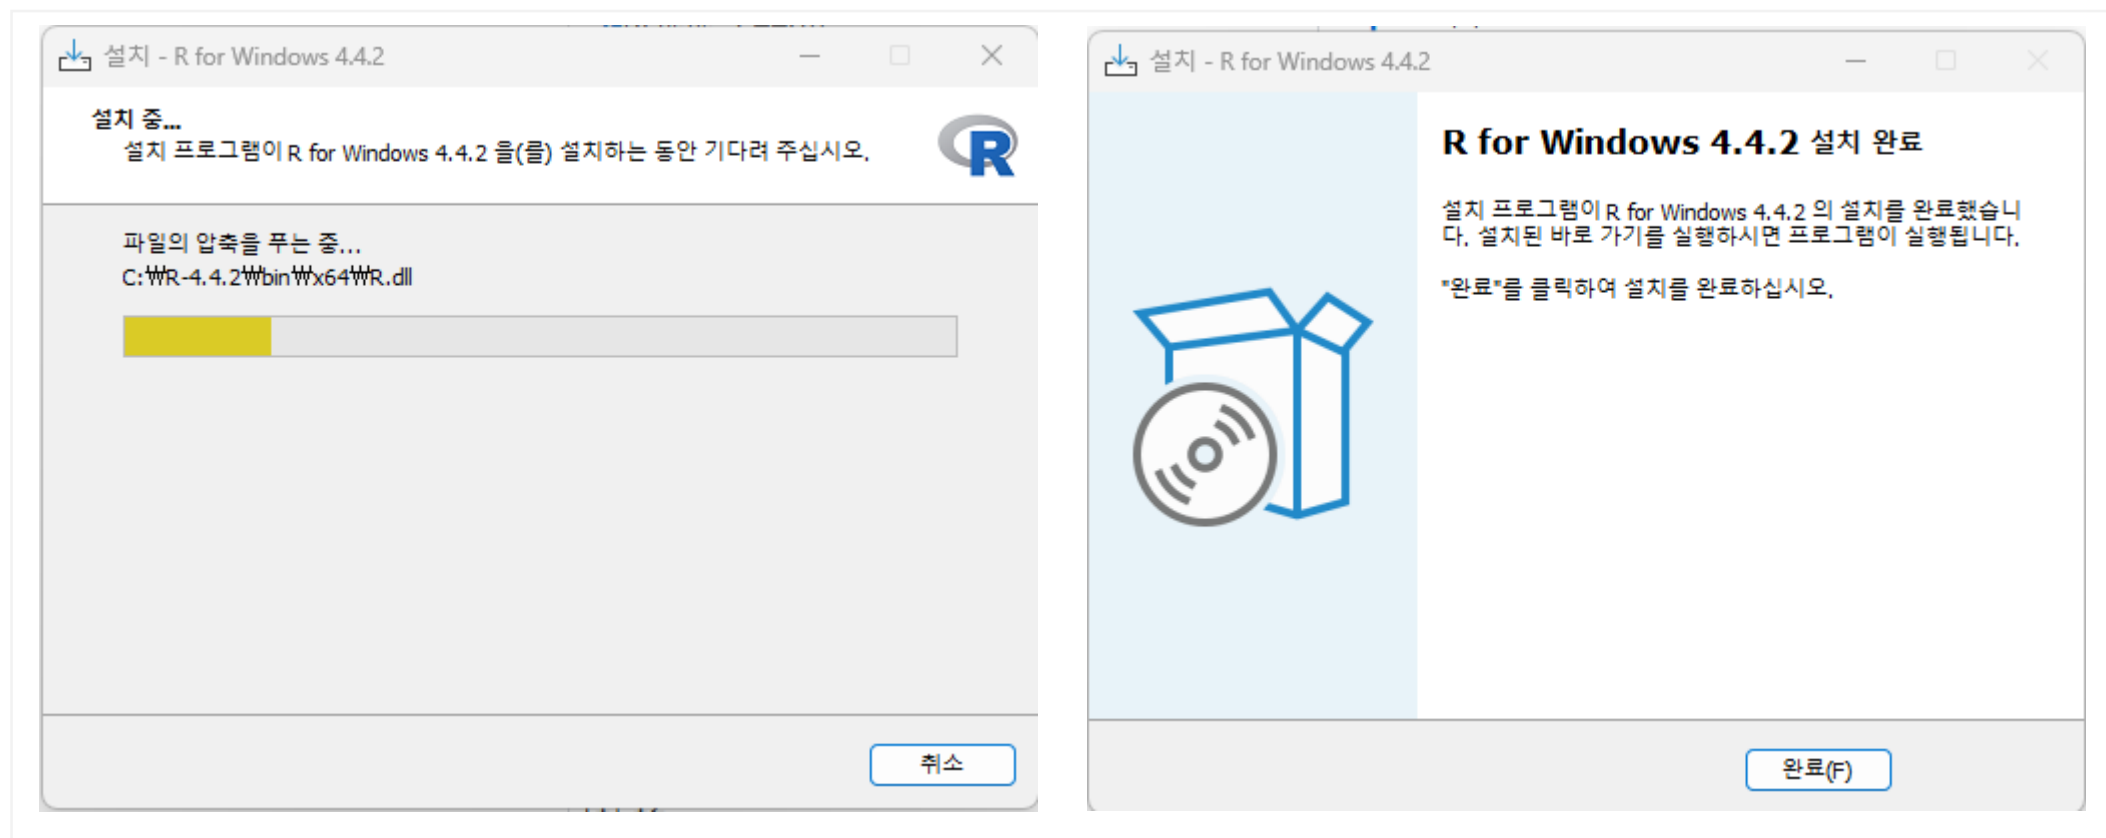 설치 - R for Windows 4.4.2
설치 중...
설치 프로그램이 R for Windows 4.4.2 을(를) 설치하는 동안 기다려 주십시오.
R
파일의 압축을 푸는 중...
C:₩R-4.4.2₩bin₩x64₩R.dll
취소
설치 - R for Windows 4.4.2
R for Windows 4.4.2 설치 완료
설치 프로그램이 R for Windows 4.4.2 의 설치를 완료했습니
다. 설치된 바로 가기를 실행하시면 프로그램이 실행됩니다.
"완료"를 클릭하여 설치를 완료하십시오.
완료(F)